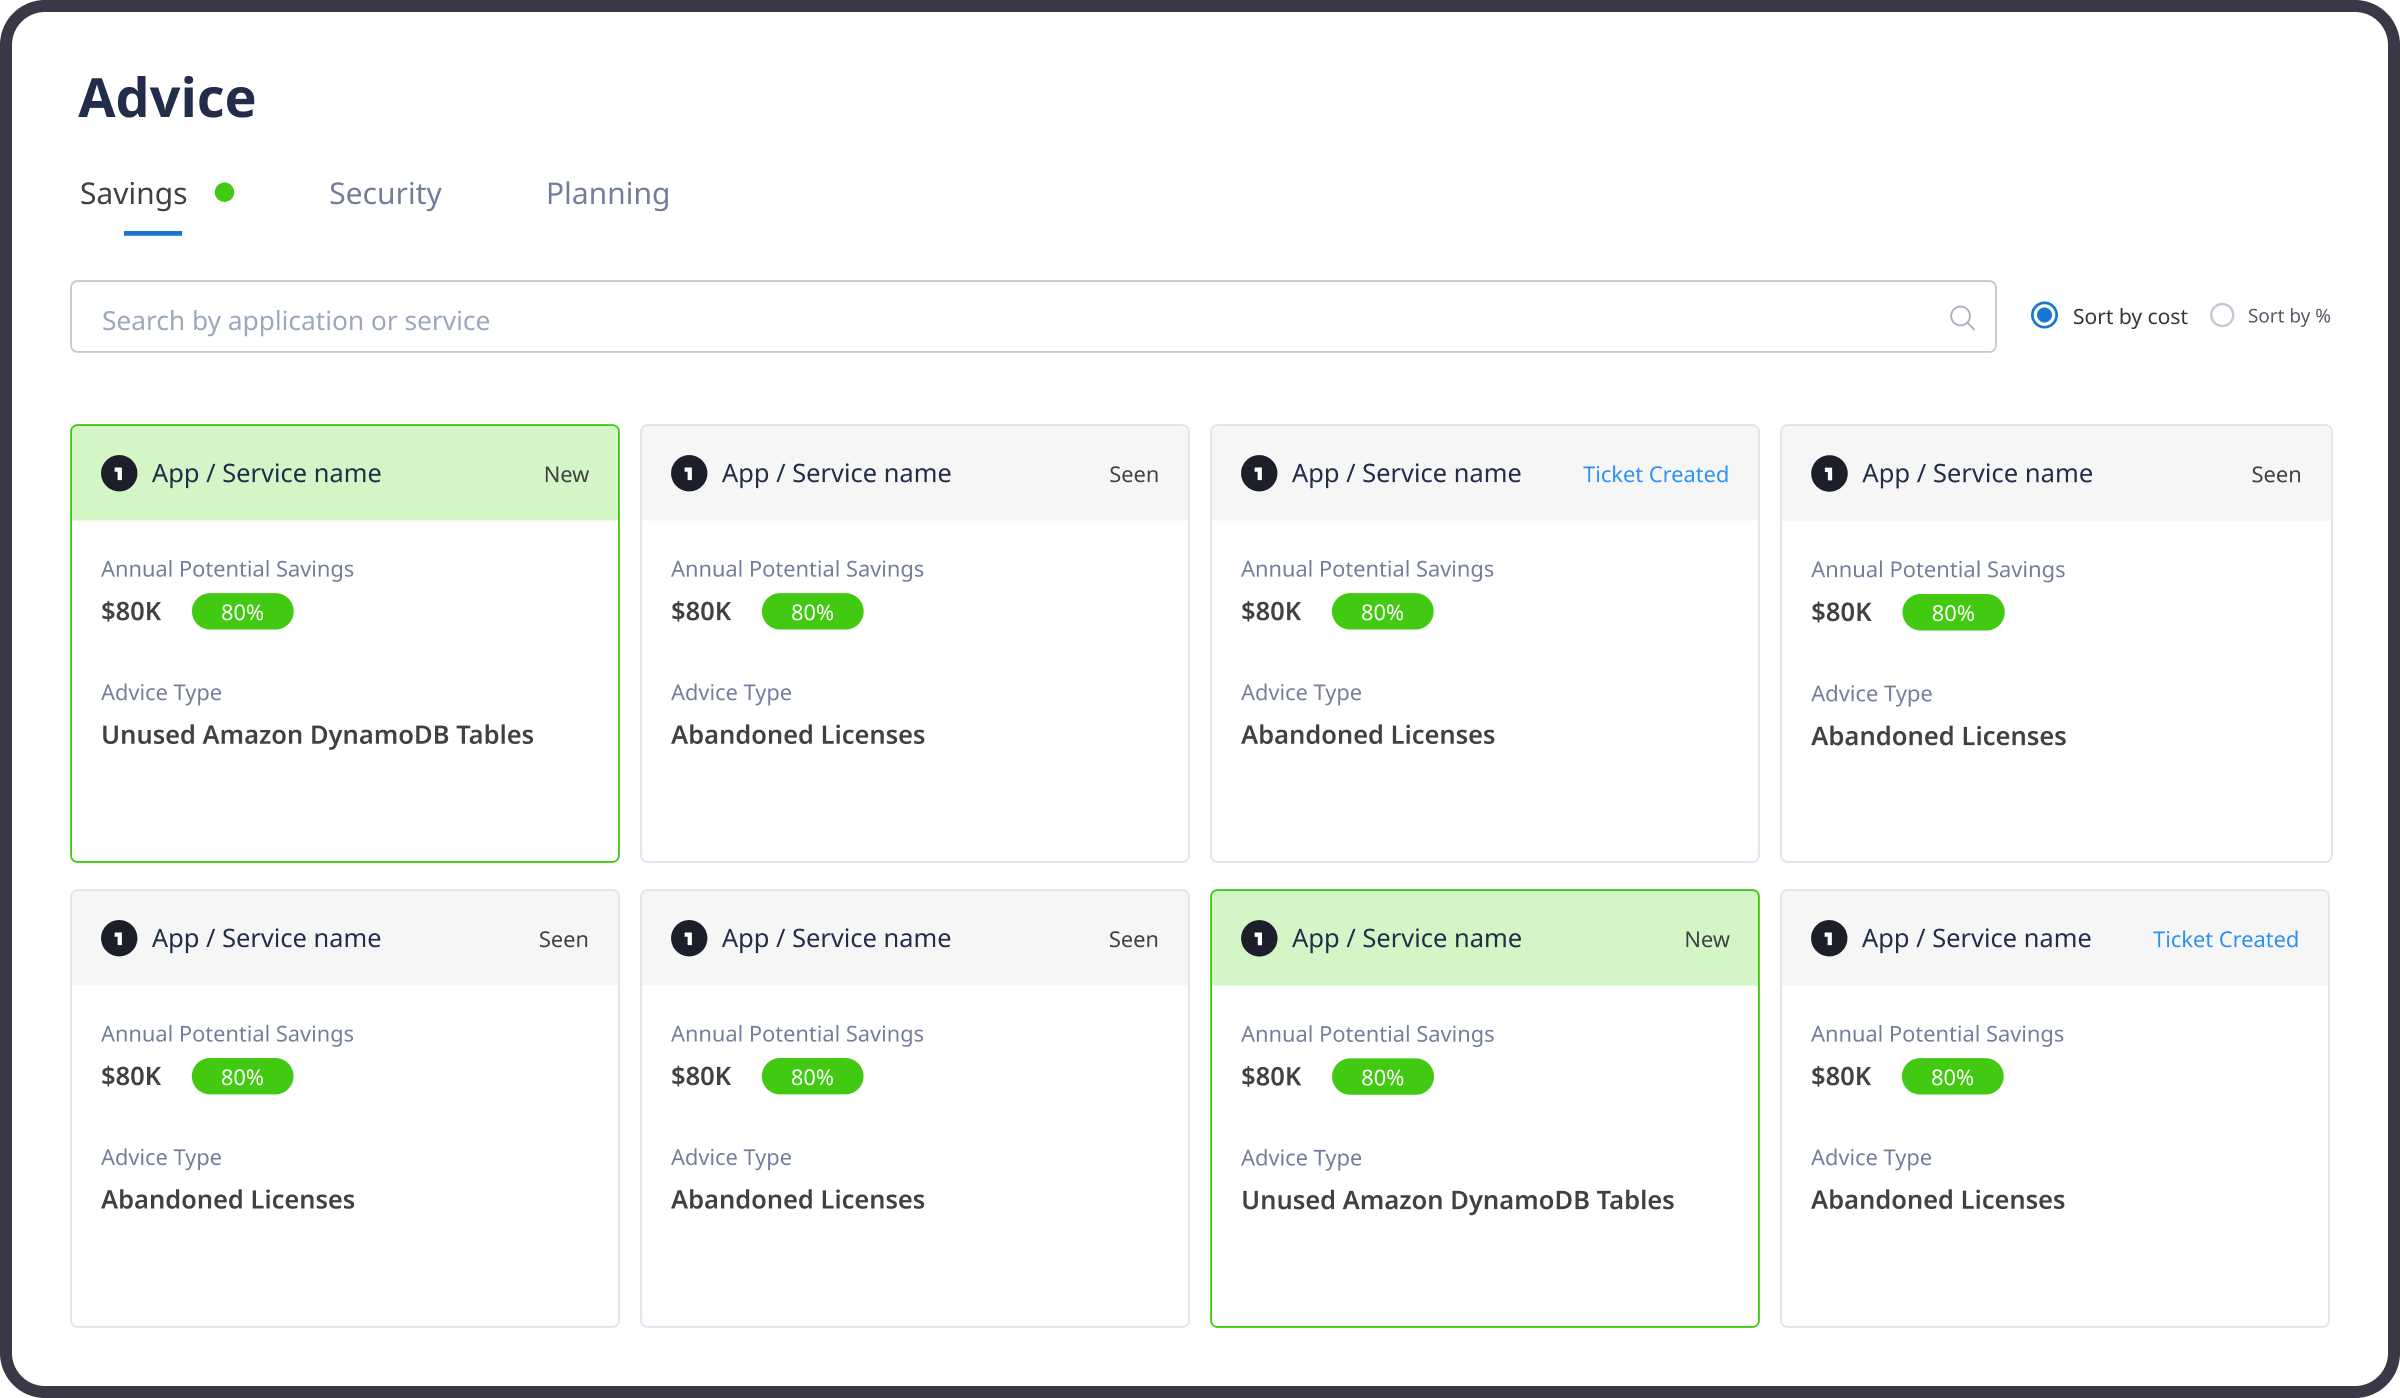 Advice
Savings Security Planning
Search by application or service Sort by cost Sort by %
1 App / Service name New
Annual Potential Savings
$80K 80%
Advice Type
Unused Amazon DynamoDB Tables
1 App / Service name Seen
Annual Potential Savings
$80K 80%
Advice Type
Abandoned Licenses
1 App / Service name Ticket Created
Annual Potential Savings
$80K 80%
Advice Type
Abandoned Licenses
1 App / Service name Seen
Annual Potential Savings
$80K 80%
Advice Type
Abandoned Licenses
1 App / Service name Seen
Annual Potential Savings
$80K 80%
Advice Type
Abandoned Licenses
1 App / Service name Seen
Annual Potential Savings
$80K 80%
Advice Type
Abandoned Licenses
1 App / Service name New
Annual Potential Savings
$80K 80%
Advice Type
Unused Amazon DynamoDB Tables
1 App / Service name Ticket Created
Annual Potential Savings
$80K 80%
Advice Type
Abandoned Licenses